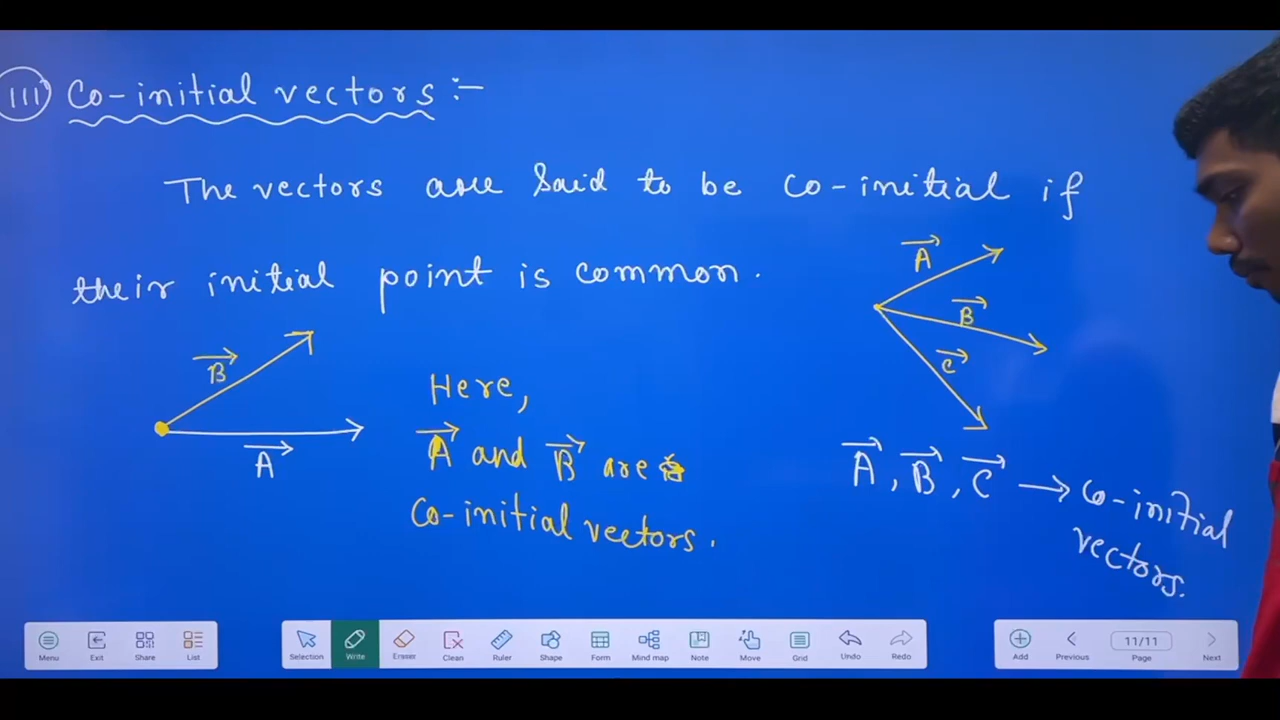 III Co-initial vectors :-
The vectors are said to be co-initial if
their initial point is common.
A
B
C
B
A
Here,
A and B are
Co-initial vectors.
A, B, C → Co-initial
vectors.
Menu
Exit
Share
List
Selection
Write
Eraser
Clean
Ruler
Shape
Form
Mind map
Note
Move
Grid
Undo
Redo
Add
Previous
11/11
Page
Next